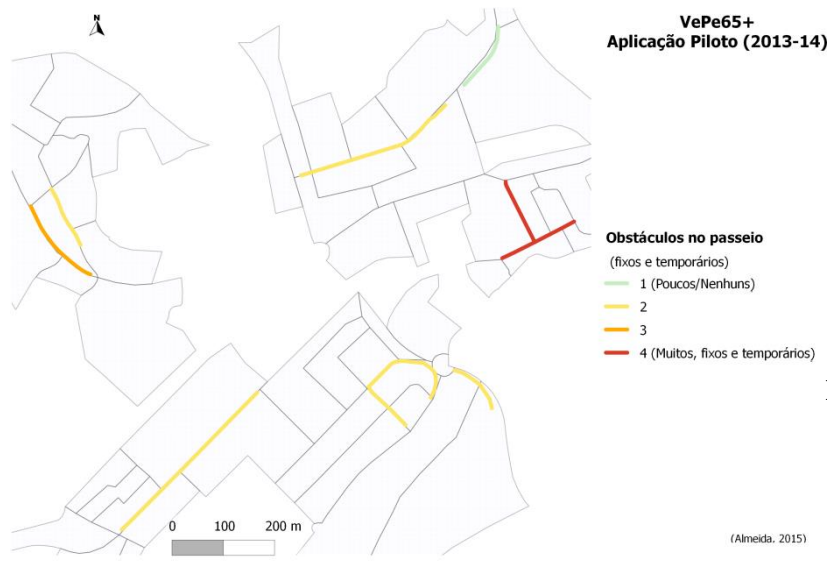 N
VePe65+
Aplicação Piloto (2013-14)
Obstáculos no passeio
(fixos e temporários)
1 (Poucos/Nenhuns)
2
3
4 (Muitos, fixos e temporários)
0 100 200 m
(Almeida. 2015)